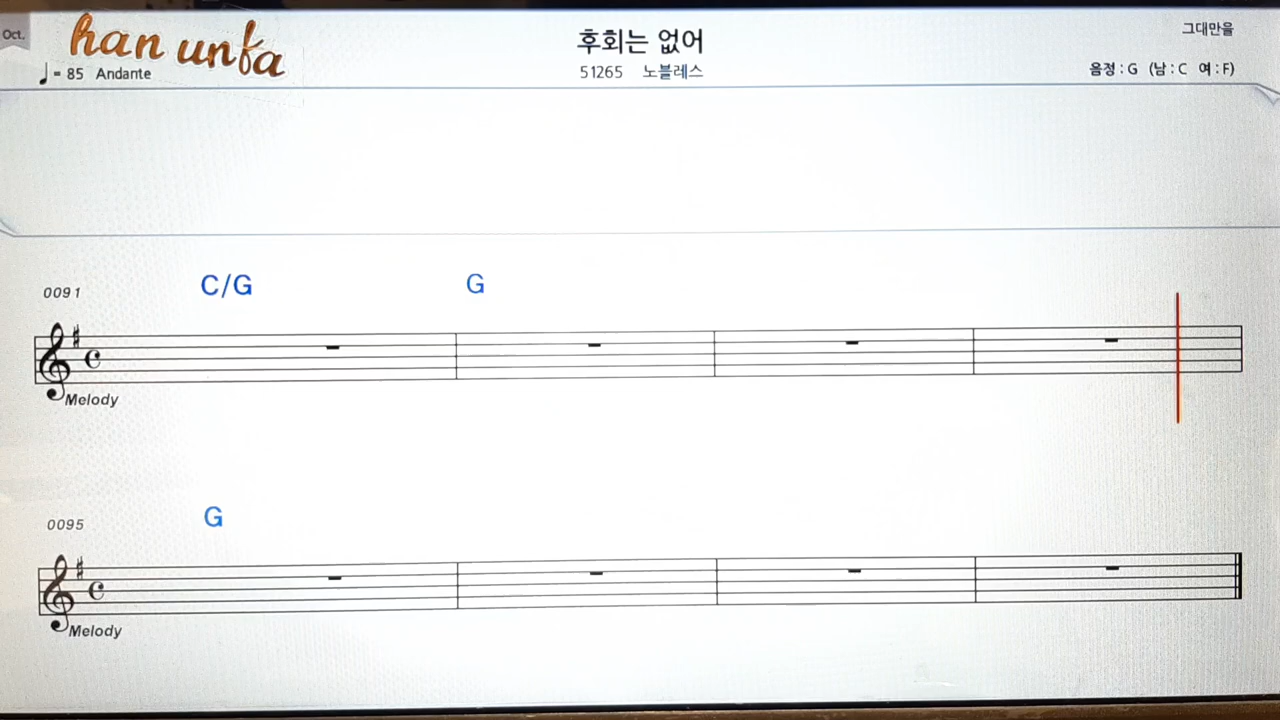 Oct.
han unfa
= 85 Andante
후회는 없어
51265 노블레스
그대만을
음정 : G (남 : C 여 : F)
0091
C/G G
Melody
0095
G
Melody